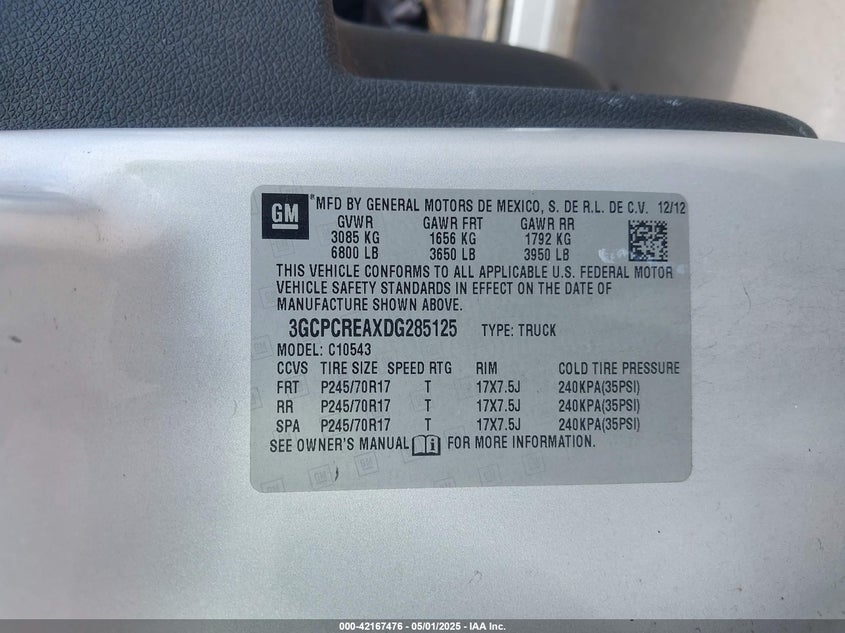 GM ® MFD BY GENERAL MOTORS DE MEXICO, S. DE R.L. DE C.V. 12/12
GVWR GAWR FRT GAWR RR
3085 KG 1656 KG 1792 KG
6800 LB 3650 LB 3950 LB
THIS VEHICLE CONFORMS TO ALL APPLICABLE U.S. FEDERAL MOTOR
VEHICLE SAFETY STANDARDS IN EFFECT ON THE DATE OF
MANUFACTURE SHOWN ABOVE.
3GCPCREAXDG285125 TYPE: TRUCK
MODEL: C10543
CCVS TIRE SIZE SPEED RTG RIM COLD TIRE PRESSURE
FRT P245/70R17 T 17X7.5J 240KPA(35PSI)
RR P245/70R17 T 17X7.5J 240KPA(35PSI)
SPA P245/70R17 T 17X7.5J 240KPA(35PSI)
SEE OWNER'S MANUAL FOR MORE INFORMATION.
000-42167476 - 05/01/2025 - IAA Inc.